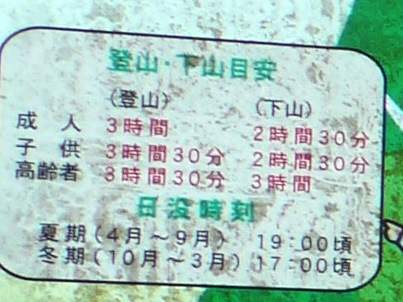 登山・下山目安
(登山) (下山)
成人 3時間 2時間30分
子供 3時間30分 2時間30分
高齢者 3時間30分 3時間
日没時刻
夏期(4月～9月) 19:00頃
冬期(10月～3月) 17:00頃